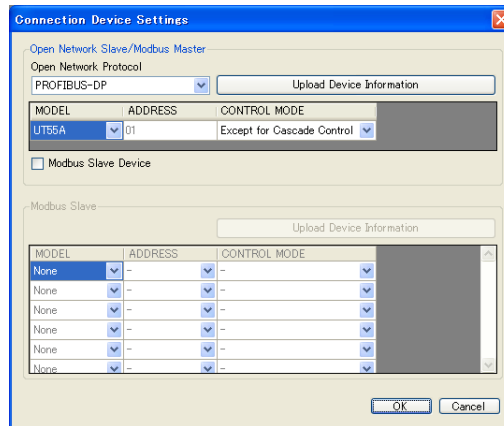 Connection Device Settings
Open Network Slave/Modbus Master
Open Network Protocol
PROFIBUS-DP
Upload Device Information
MODEL ADDRESS CONTROL MODE
UT55A 01 Except for Cascade Control
Modbus Slave Device
Modbus Slave
Upload Device Information
MODEL ADDRESS CONTROL MODE
None - -
None - -
None - -
None - -
None - -
None - -
OK Cancel